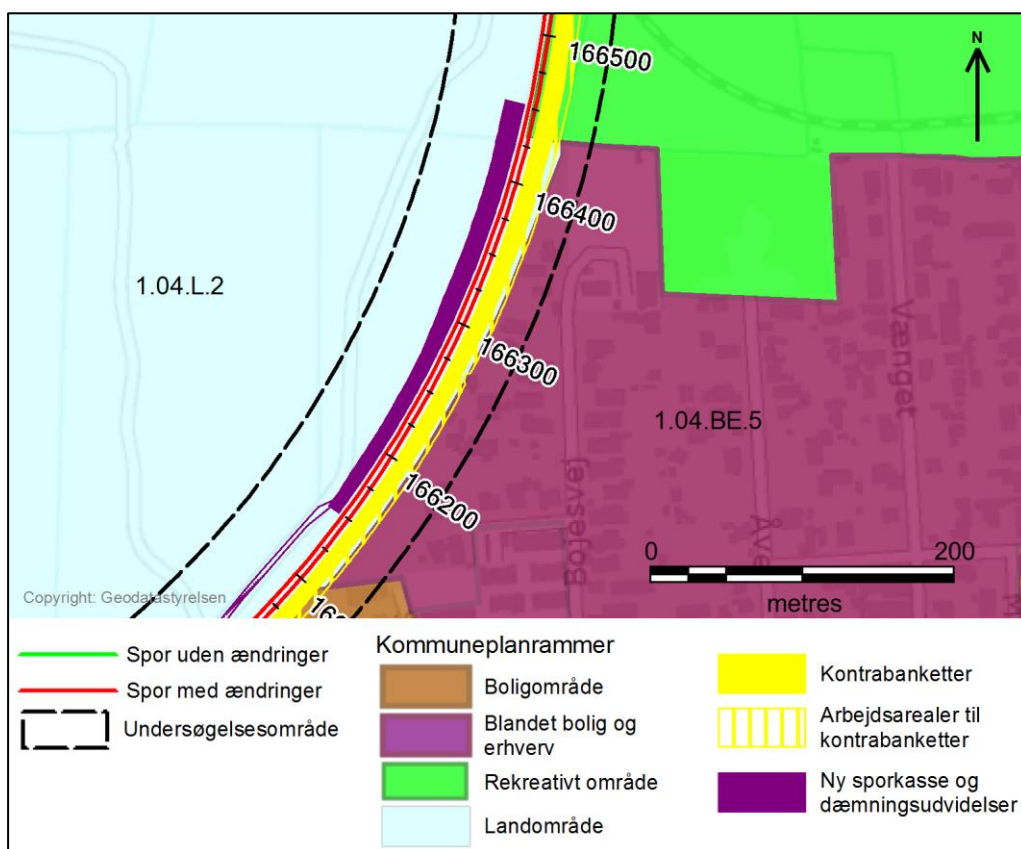 166500
N
166400
1.04.L.2
166300
Vænget
1.04.BE.5
166200
Bojesvej
Åve
0 200
metres
Copyright: Geodatastyrelsen
Spor uden ændringer
Spor med ændringer
Undersøgelsesområde
Kommuneplanrammer
Boligområde
Blandet bolig og
erhverv
Rekreativt område
Landområde
Kontrabanketter
Arbejdsarealer til
kontrabanketter
Ny sporkasse og
dæmningsudvidelser